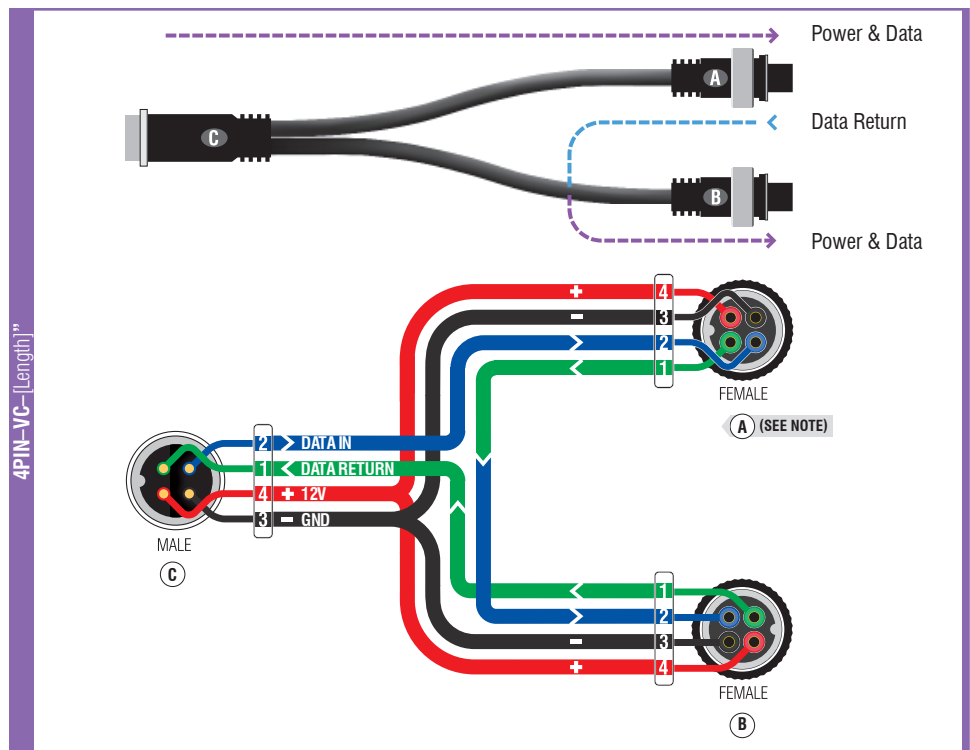 4PIN–VC–[Length]”
Power & Data
A
C
Data Return
B
Power & Data
+
4
–
3
2
1
FEMALE
A (SEE NOTE)
2 DATA IN
1 DATA RETURN
4 + 12V
3 – GND
MALE
C
1
2
–
3
+
4
FEMALE
B